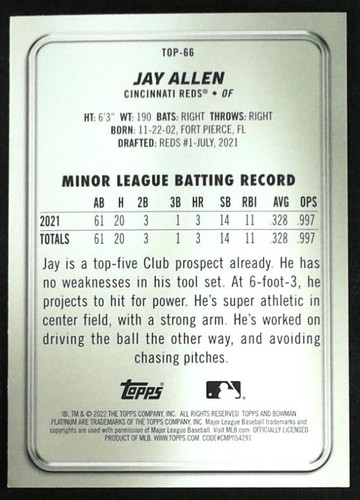 TOP-66
JAY ALLEN
CINCINNATI REDS® • OF
HT: 6'3" WT: 190 BATS: RIGHT THROWS: RIGHT
BORN: 11-22-02, FORT PIERCE, FL
DRAFTED: REDS #1-JULY, 2021
MINOR LEAGUE BATTING RECORD
AB H 2B 3B HR SB RBI AVG OPS
2021 61 20 3 1 3 14 11 .328 .997
TOTALS 61 20 3 1 3 14 11 .328 .997
Jay is a top-five Club prospect already. He has
no weaknesses in his tool set. At 6-foot-3, he
projects to hit for power. He's super athletic in
center field, with a strong arm. He's worked on
driving the ball the other way, and avoiding
chasing pitches.
Topps
®, TM & © 2022 THE TOPPS COMPANY, INC. ALL RIGHTS RESERVED. TOPPS AND BOWMAN
PLATINUM ARE TRADEMARKS OF THE TOPPS COMPANY, INC. Major League Baseball trademarks and
copyrights are used with permission of Major League Baseball. Visit MLB.com. OFFICIALLY LICENSED
PRODUCT OF MLB. WWW.TOPPS.COM CODE#CMP054291